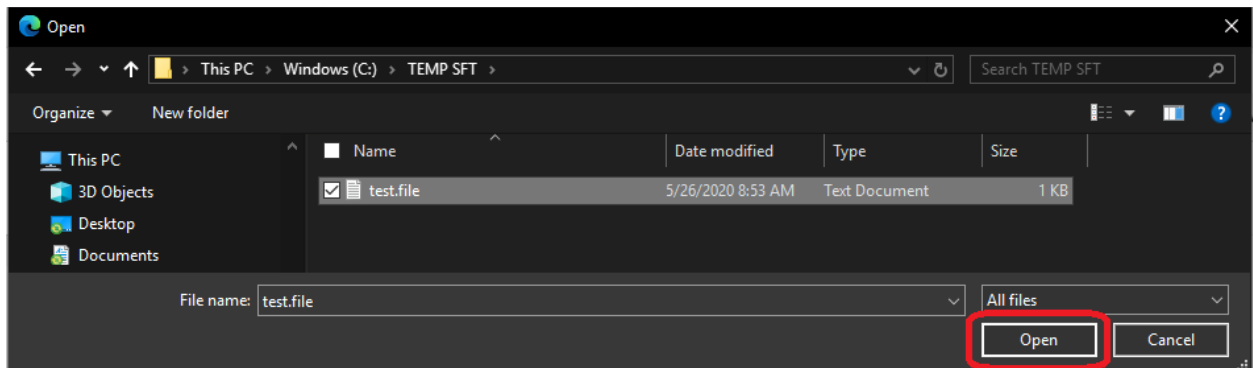 Open
This PC > Windows (C:) > TEMP SFT >
Search TEMP SFT
Organize
New folder
Name
Date modified
Type
Size
This PC
test.file
5/26/2020 8:53 AM
Text Document
1 KB
3D Objects
Desktop
Documents
File name: test.file
All files
Open
Cancel